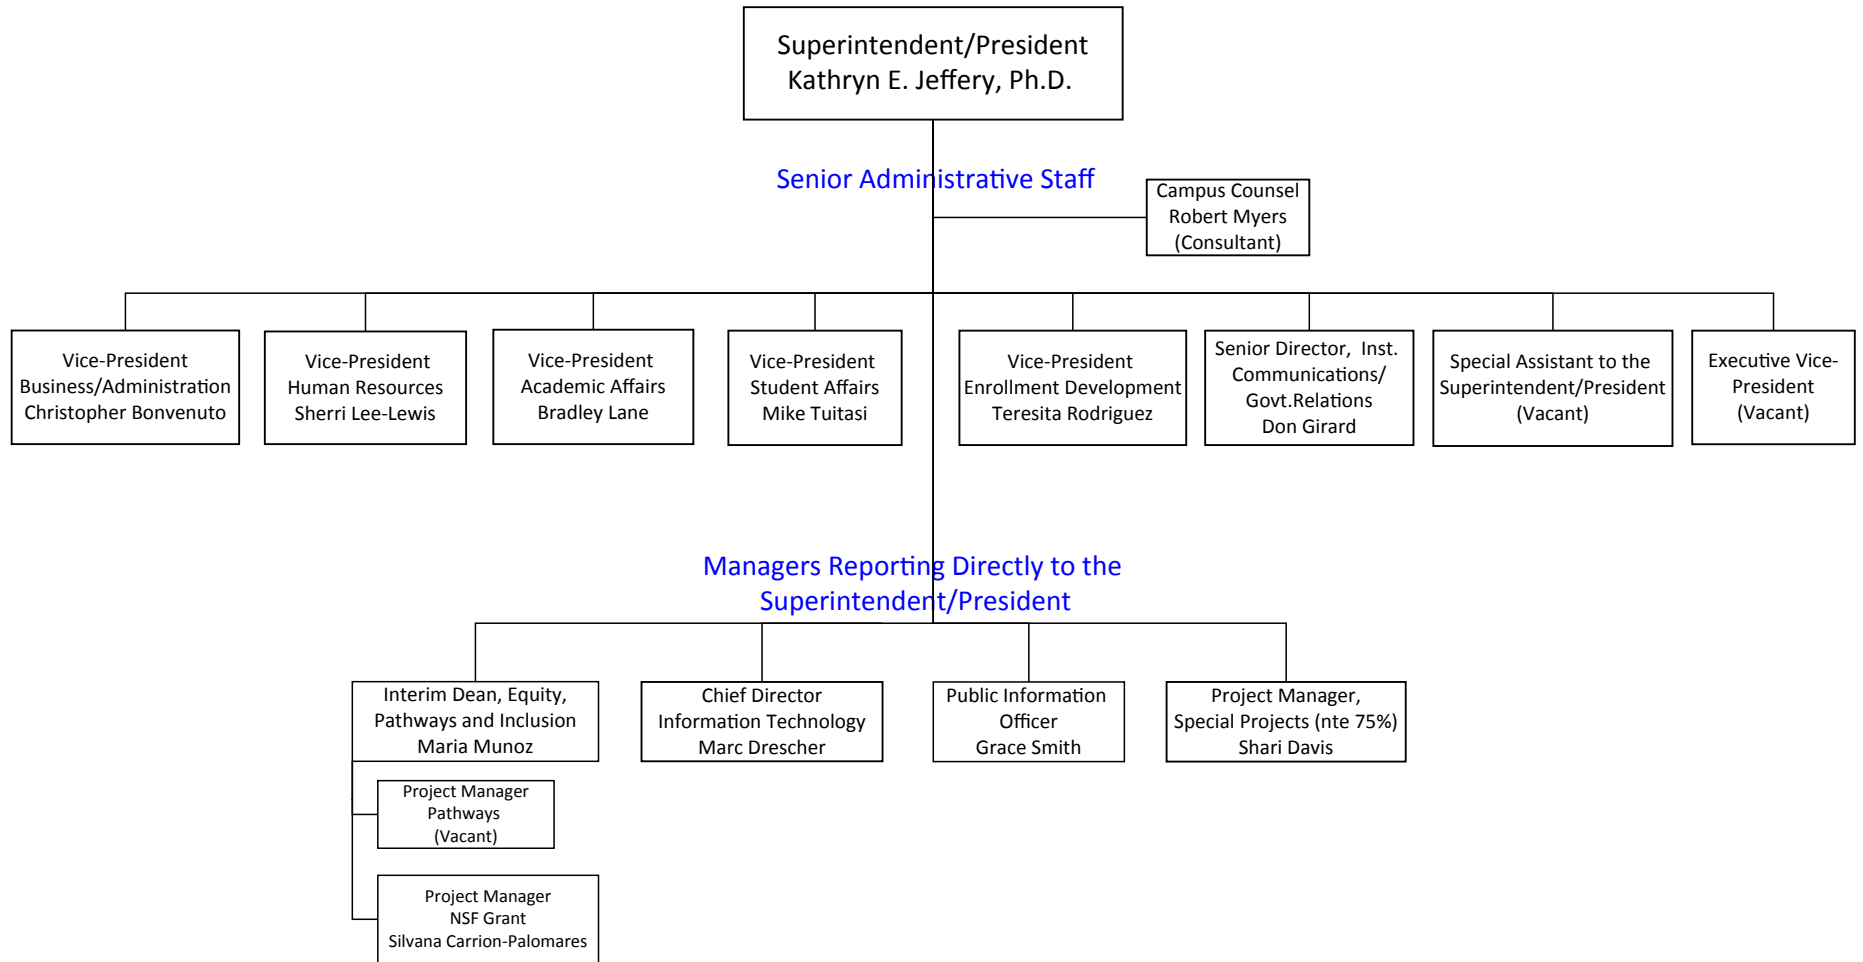 Superintendent/President
Kathryn E. Jeffery, Ph.D.
Senior Administrative Staff
Campus Counsel
Robert Myers
(Consultant)
Vice-President
Business/Administration
Christopher Bonvenuto
Vice-President
Human Resources
Sherri Lee-Lewis
Vice-President
Academic Affairs
Bradley Lane
Vice-President
Student Affairs
Mike Tuitasi
Vice-President
Enrollment Development
Teresita Rodriguez
Senior Director, Inst.
Communications/
Govt.Relations
Don Girard
Special Assistant to the
Superintendent/President
(Vacant)
Executive Vice-
President
(Vacant)
Managers Reporting Directly to the
Superintendent/President
Interim Dean, Equity,
Pathways and Inclusion
Maria Munoz
Chief Director
Information Technology
Marc Drescher
Public Information
Officer
Grace Smith
Project Manager,
Special Projects (nte 75%)
Shari Davis
Project Manager
Pathways
(Vacant)
Project Manager
NSF Grant
Silvana Carrion-Palomares